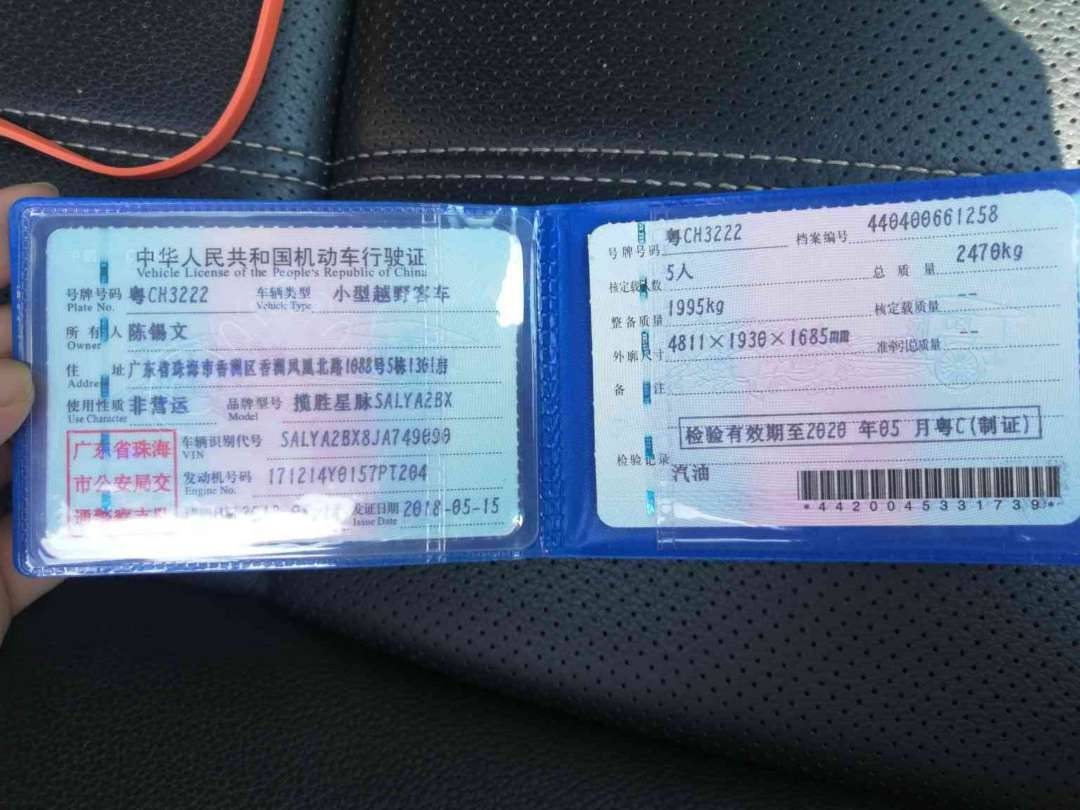 中华人民共和国机动车行驶证
Vehicle License of the People's Republic of China
号牌号码 粤CH3222 车辆类型 小型越野客车
Plate No. Vehicle Type
所有人 陈锡文
Owner
住址 广东省珠海市香洲区香洲凤凰北路1088号5栋1301房
Address
使用性质 非营运 品牌型号 揽胜星脉SALYA2BX
Use Character Model
广东省珠海
市公安局交
通警察支队
车辆识别代号 SALYA2BX8JA749090
VIN
发动机号码 171214Y0157PT204
Engine No.
发证日期 2018-05-15
Issue Date
号牌号码 粤CH3222 档案编号 440400661258
核定载人数 5人 总质量 2470kg
整备质量 1995kg 核定载质量 --
外廓尺寸 4811×1930×1685mm 准牵引总质量 --
备注
检验有效期至2020年05月粤C(制证)
检验记录
汽油
*4420045331739*